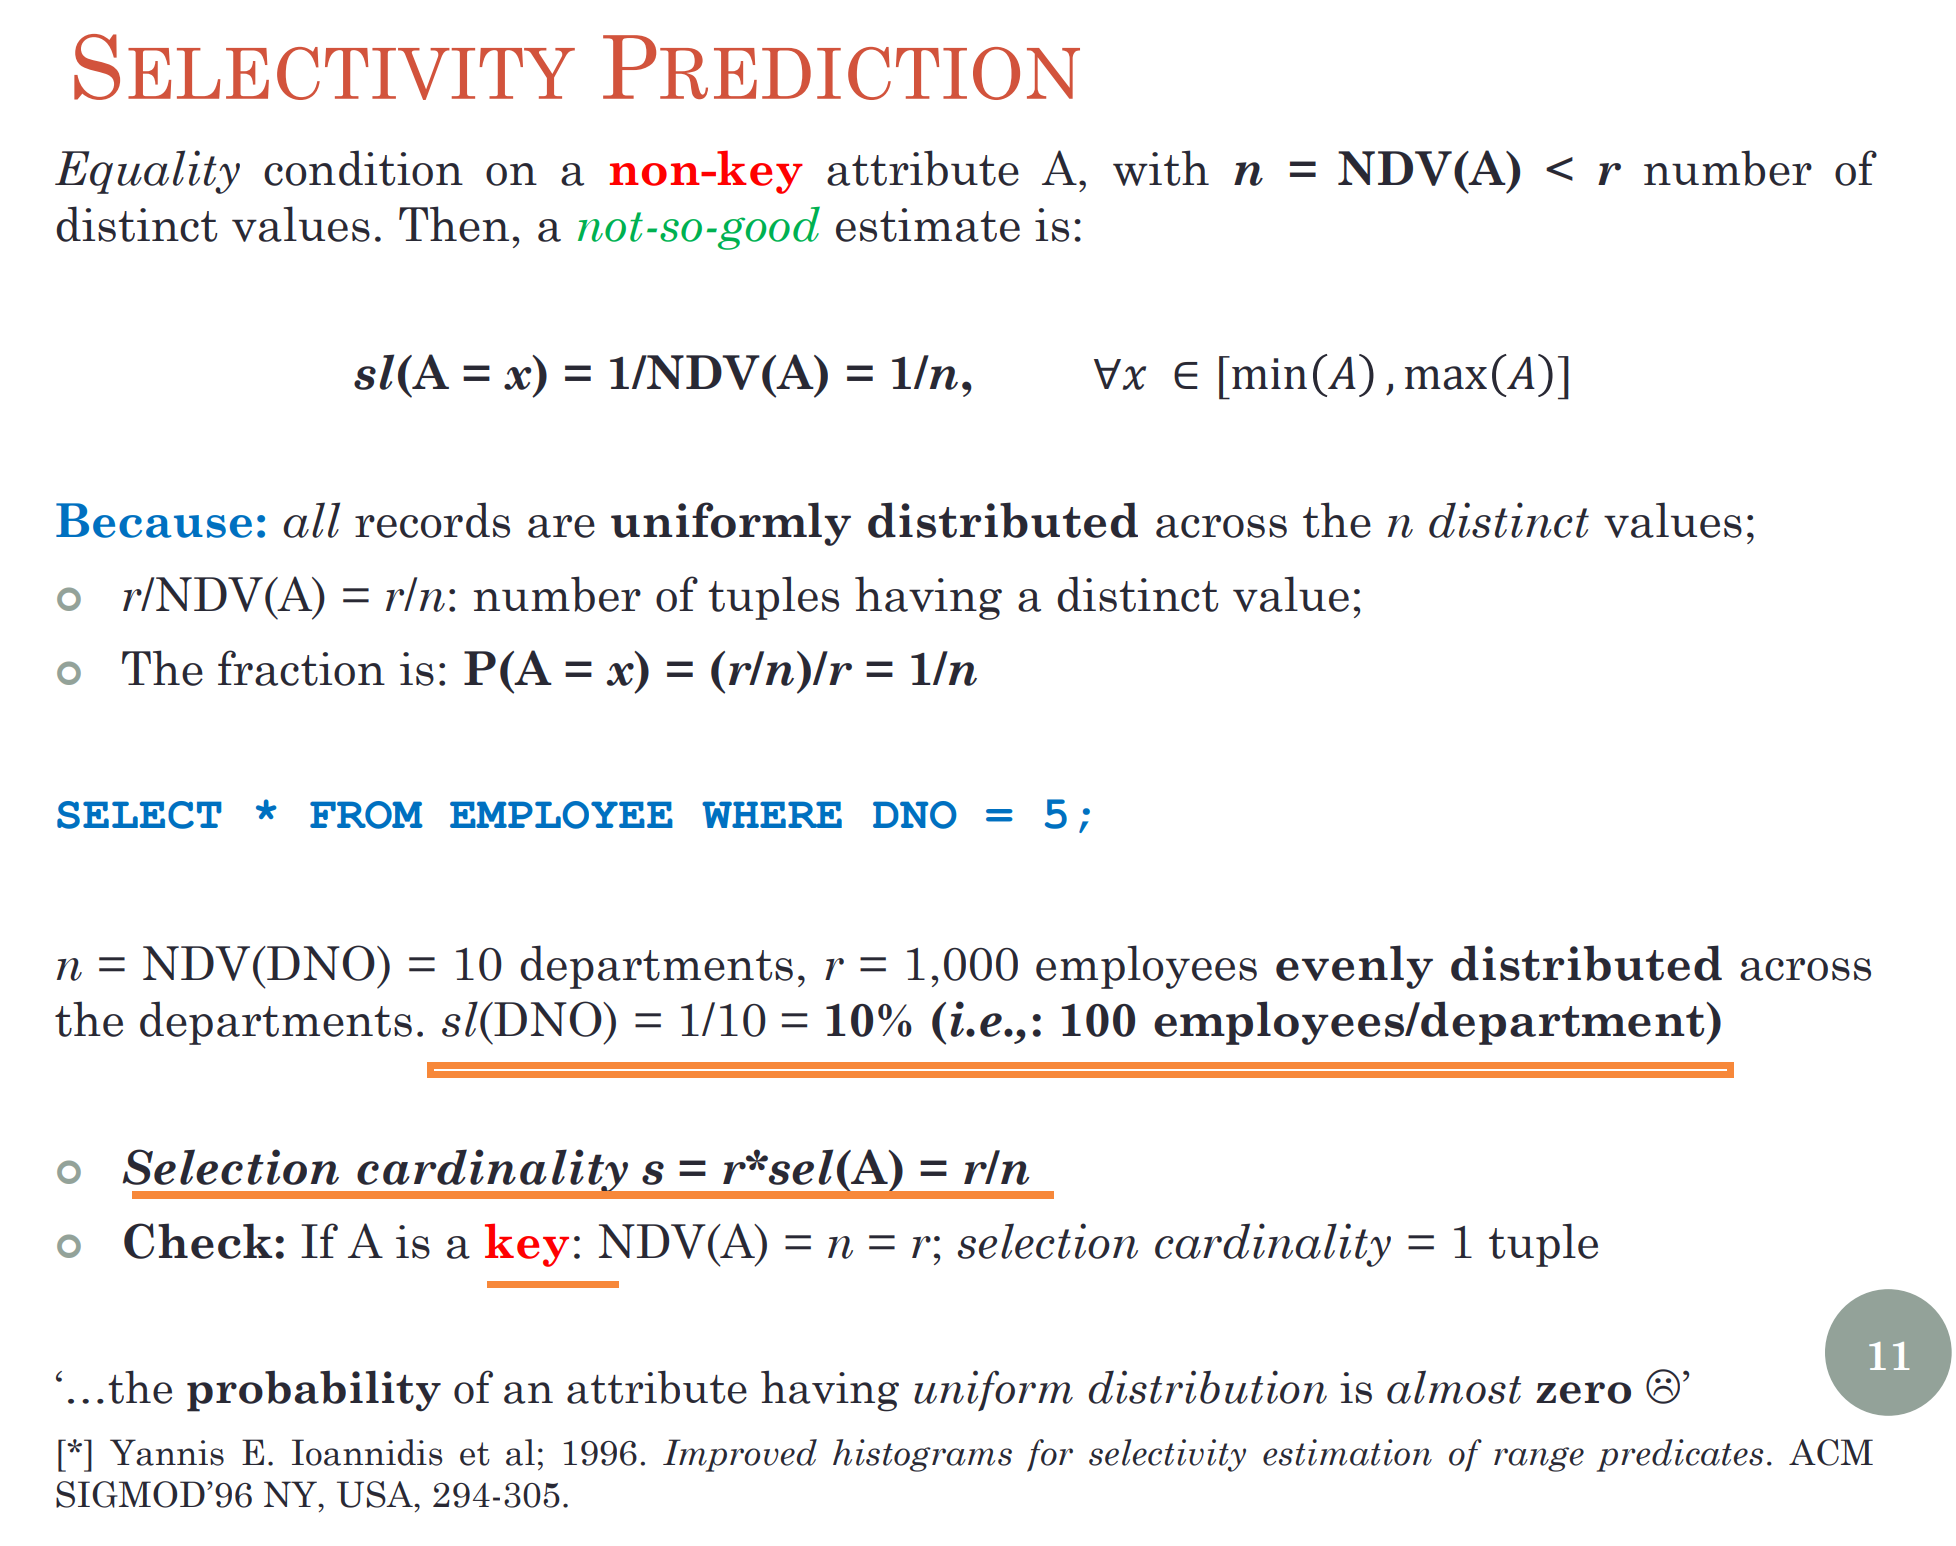 SELECTIVITY PREDICTION
Equality condition on a non-key attribute A, with n = NDV(A) < r number of
distinct values. Then, a not-so-good estimate is:
sl(A = x) = 1/NDV(A) = 1/n, ∀x ∈ [min(A), max(A)]
Because: all records are uniformly distributed across the n distinct values;
r/NDV(A) = r/n: number of tuples having a distinct value;
The fraction is: P(A = x) = (r/n)/r = 1/n
SELECT * FROM EMPLOYEE WHERE DNO = 5;
n = NDV(DNO) = 10 departments, r = 1,000 employees evenly distributed across
the departments. sl(DNO) = 1/10 = 10% (i.e.,: 100 employees/department)
Selection cardinality s = r*sel(A) = r/n
Check: If A is a key: NDV(A) = n = r; selection cardinality = 1 tuple
11
‘…the probability of an attribute having uniform distribution is almost zero ☹’
[*] Yannis E. Ioannidis et al; 1996. Improved histograms for selectivity estimation of range predicates. ACM
SIGMOD’96 NY, USA, 294-305.